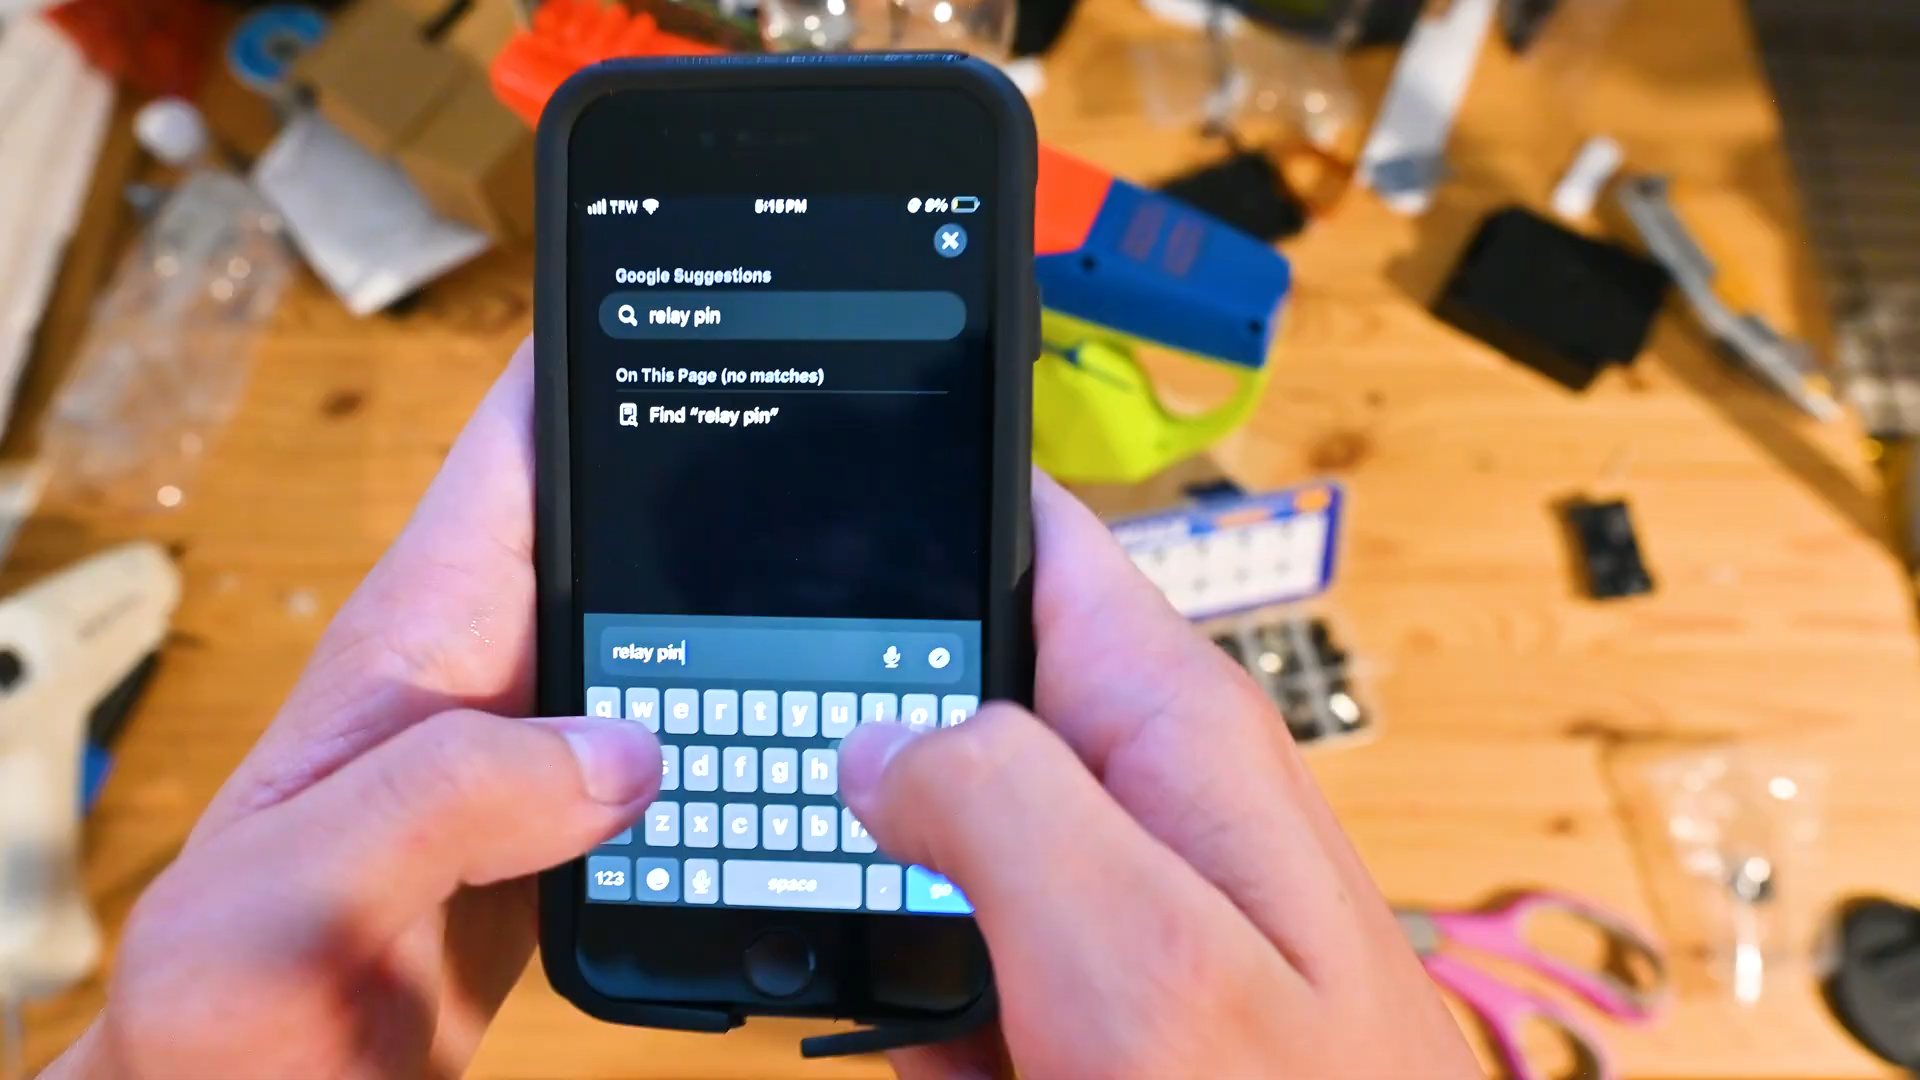 TFW 5:15 PM 9%
Google Suggestions
relay pin
On This Page (no matches)
Find “relay pin”
relay pin
q w e r t y u i o p
s d f g h
z x c v b n
123 space . go